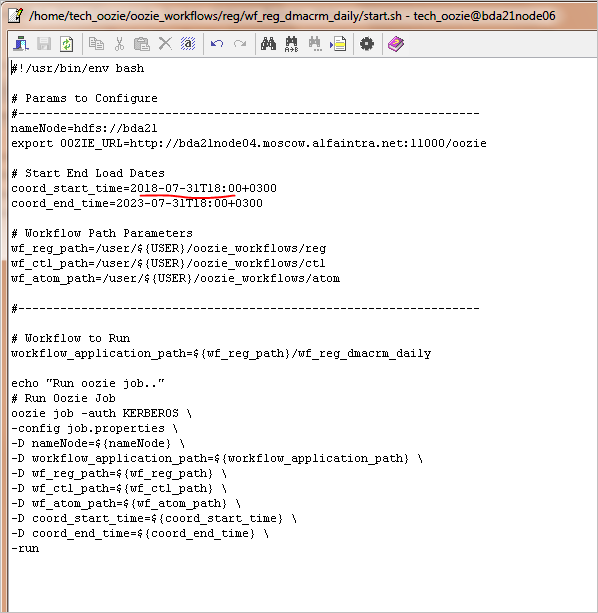 /home/tech_oozie/oozie_workflows/reg/wf_reg_dmacrm_daily/start.sh - tech_oozie@bda21node06
#!/usr/bin/env bash
# Params to Configure
#------------------------------------------------------------------
nameNode=hdfs://bda21
export OOZIE_URL=http://bda21node04.moscow.alfaintra.net:11000/oozie
# Start End Load Dates
coord_start_time=2018-07-31T18:00+0300
coord_end_time=2023-07-31T18:00+0300
# Workflow Path Parameters
wf_reg_path=/user/${USER}/oozie_workflows/reg
wf_ctl_path=/user/${USER}/oozie_workflows/ctl
wf_atom_path=/user/${USER}/oozie_workflows/atom
#------------------------------------------------------------------
# Workflow to Run
workflow_application_path=${wf_reg_path}/wf_reg_dmacrm_daily
echo "Run oozie job.."
# Run Oozie Job
oozie job -auth KERBEROS \
-config job.properties \
-D nameNode=${nameNode} \
-D workflow_application_path=${workflow_application_path} \
-D wf_reg_path=${wf_reg_path} \
-D wf_ctl_path=${wf_ctl_path} \
-D wf_atom_path=${wf_atom_path} \
-D coord_start_time=${coord_start_time} \
-D coord_end_time=${coord_end_time} \
-run